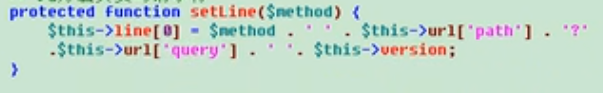 protected function setLine($method) {
$this->line[0] = $method . ' ' . $this->url['path'] . '?'
.$this->url['query'] . ' '. $this->version;
}